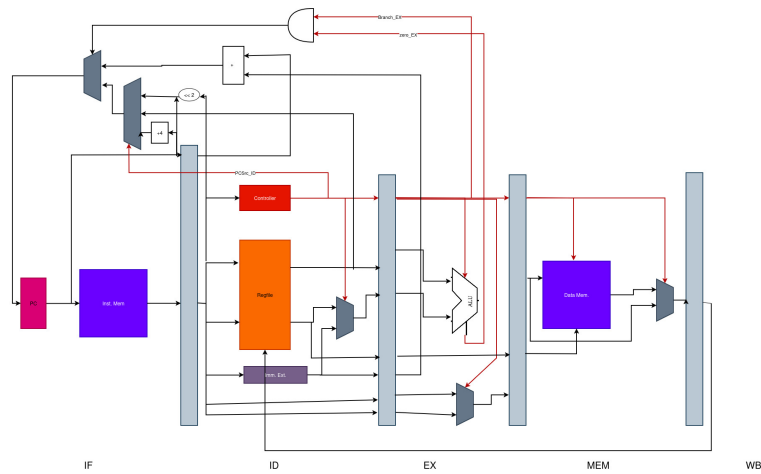 Branch_EX
zero_EX
+
<< 2
+4
PCSrc_ID
Controller
PC
Inst. Mem
Regfile
ALU
Data Mem.
Imm. Ext.
IF
ID
EX
MEM
WB